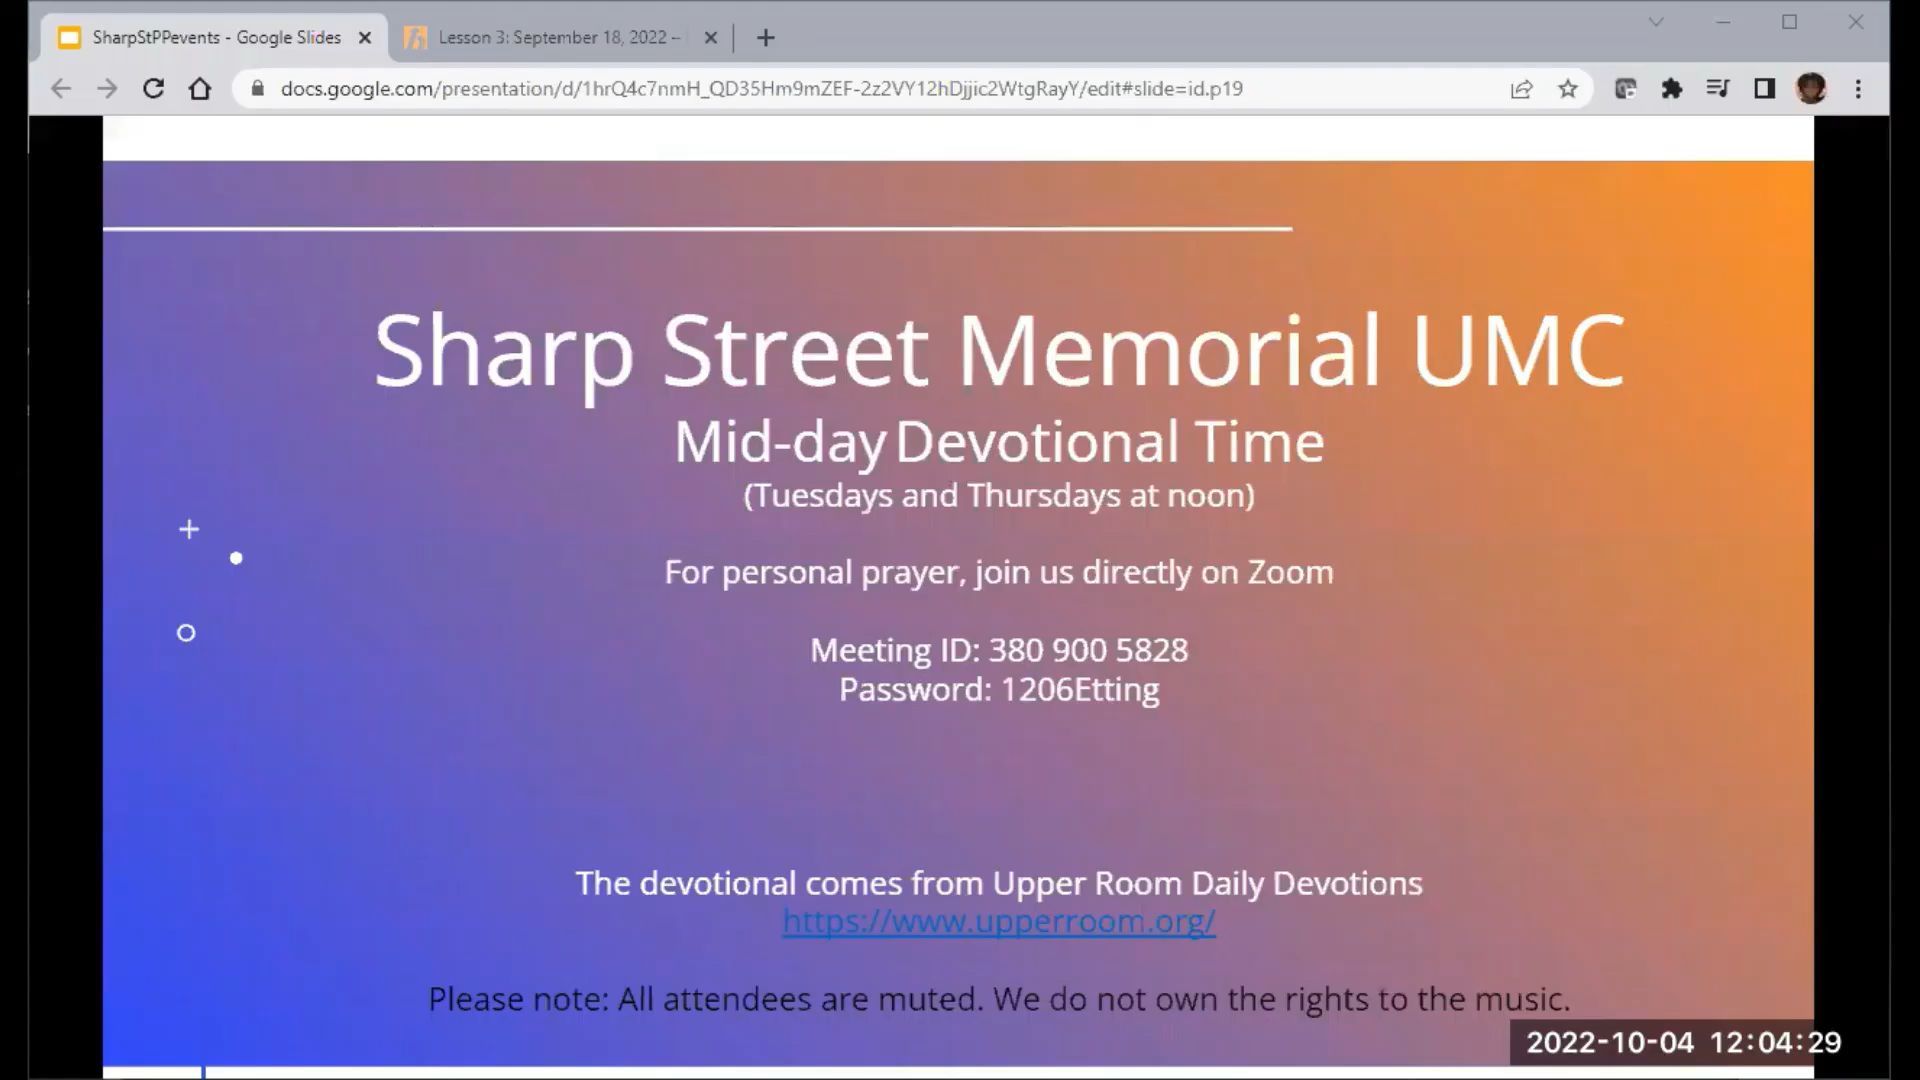 SharpStPPevents - Google Slides
Lesson 3: September 18, 2022 –
docs.google.com/presentation/d/1hrQ4c7nmH_QD35Hm9mZEF-2z2VY12hDjjic2WtgRayY/edit#slide=id.p19
Sharp Street Memorial UMC
Mid-day Devotional Time
(Tuesdays and Thursdays at noon)
For personal prayer, join us directly on Zoom
Meeting ID: 380 900 5828
Password: 1206Etting
The devotional comes from Upper Room Daily Devotions
https://www.upperroom.org/
Please note: All attendees are muted. We do not own the rights to the music.
2022-10-04 12:04:29